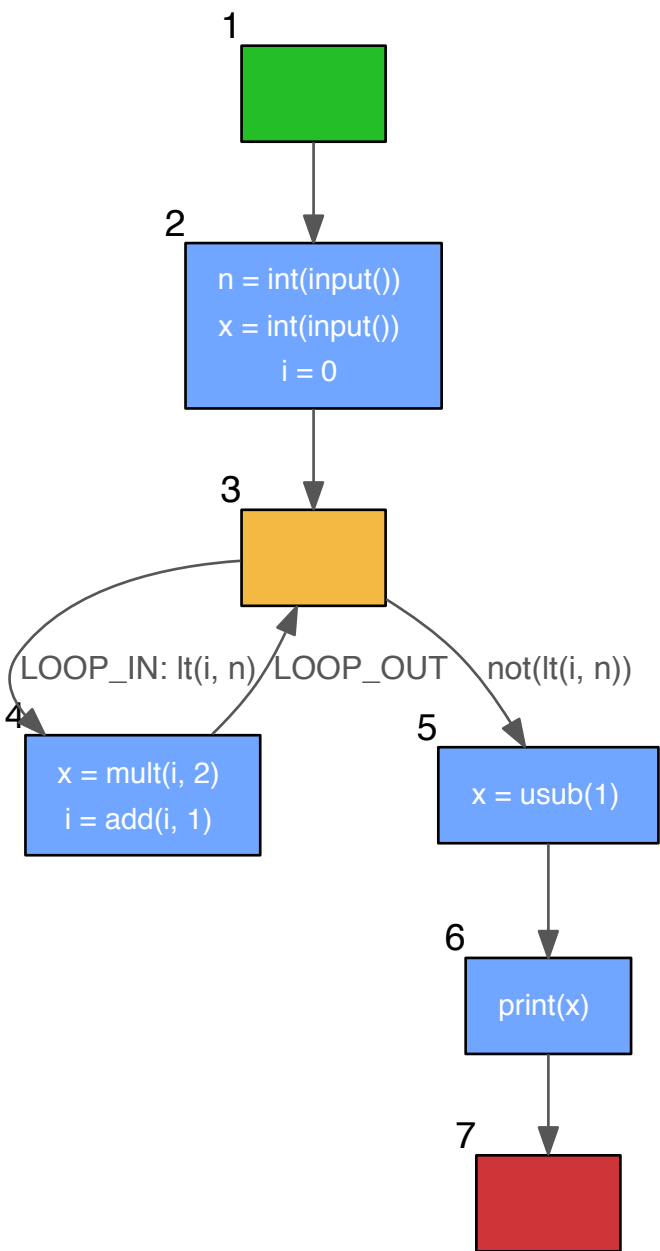 1
2
n = int(input())
x = int(input())
i = 0
3
LOOP_IN: lt(i, n) LOOP_OUT not(lt(i, n))
4
x = mult(i, 2)
i = add(i, 1)
5
x = usub(1)
6
print(x)
7